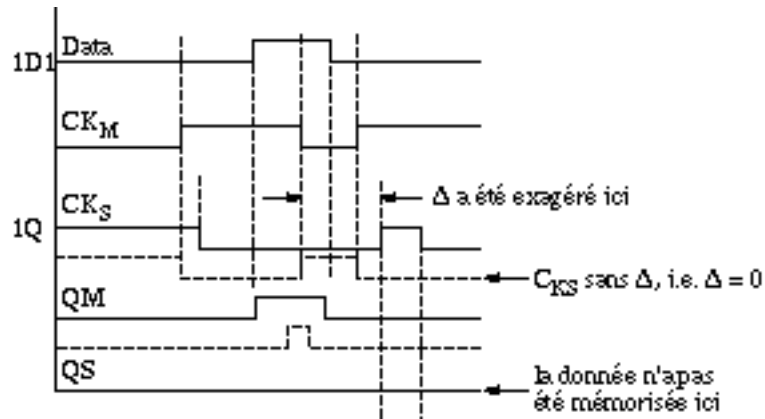 Data
1D1
CK_M
CK_S
Δ a été exagéré ici
1Q
C_KS sans Δ, i.e. Δ = 0
QM
QS
la donnée n'apas
été mémorisée ici